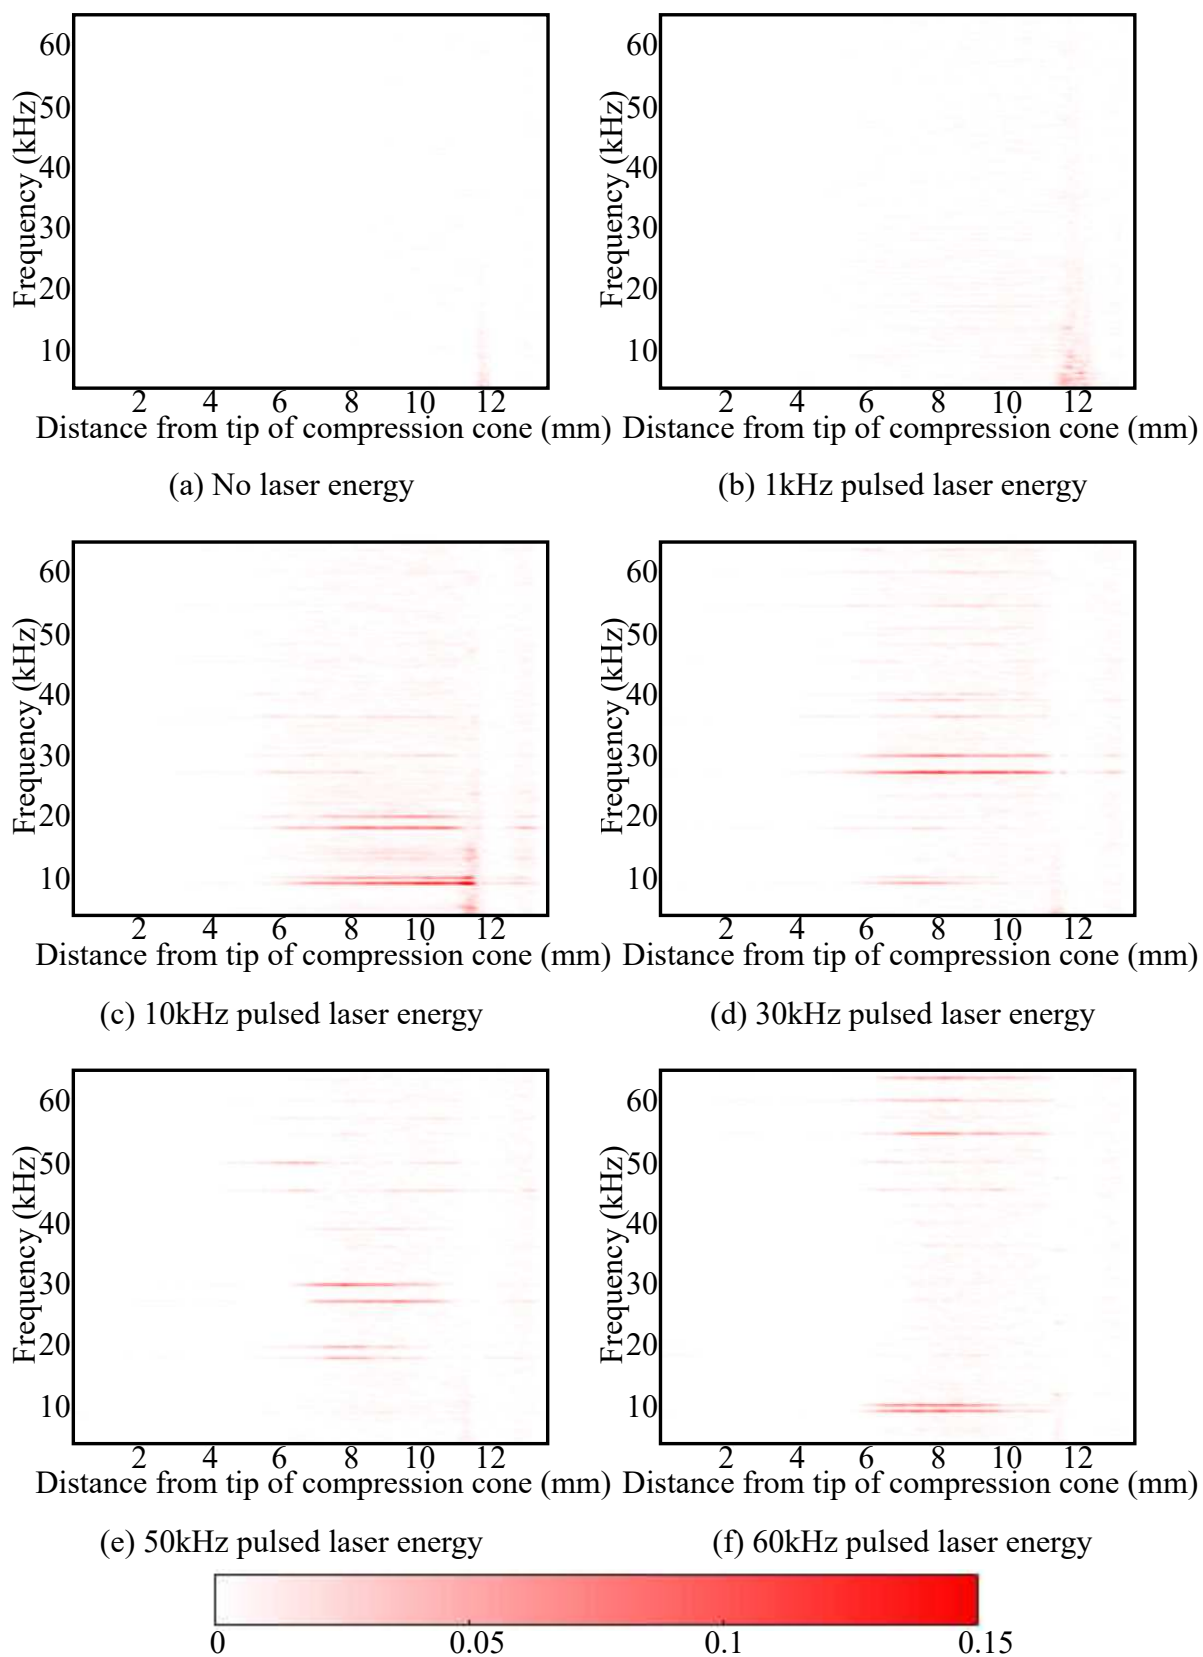 60
50
40
30
20
10
Frequency (kHz)
2 4 6 8 10 12
Distance from tip of compression cone (mm)
(a) No laser energy
60
50
40
30
20
10
Frequency (kHz)
2 4 6 8 10 12
Distance from tip of compression cone (mm)
(b) 1kHz pulsed laser energy
60
50
40
30
20
10
Frequency (kHz)
2 4 6 8 10 12
Distance from tip of compression cone (mm)
(c) 10kHz pulsed laser energy
60
50
40
30
20
10
Frequency (kHz)
2 4 6 8 10 12
Distance from tip of compression cone (mm)
(d) 30kHz pulsed laser energy
60
50
40
30
20
10
Frequency (kHz)
2 4 6 8 10 12
Distance from tip of compression cone (mm)
(e) 50kHz pulsed laser energy
60
50
40
30
20
10
Frequency (kHz)
2 4 6 8 10 12
Distance from tip of compression cone (mm)
(f) 60kHz pulsed laser energy
0 0.05 0.1 0.15